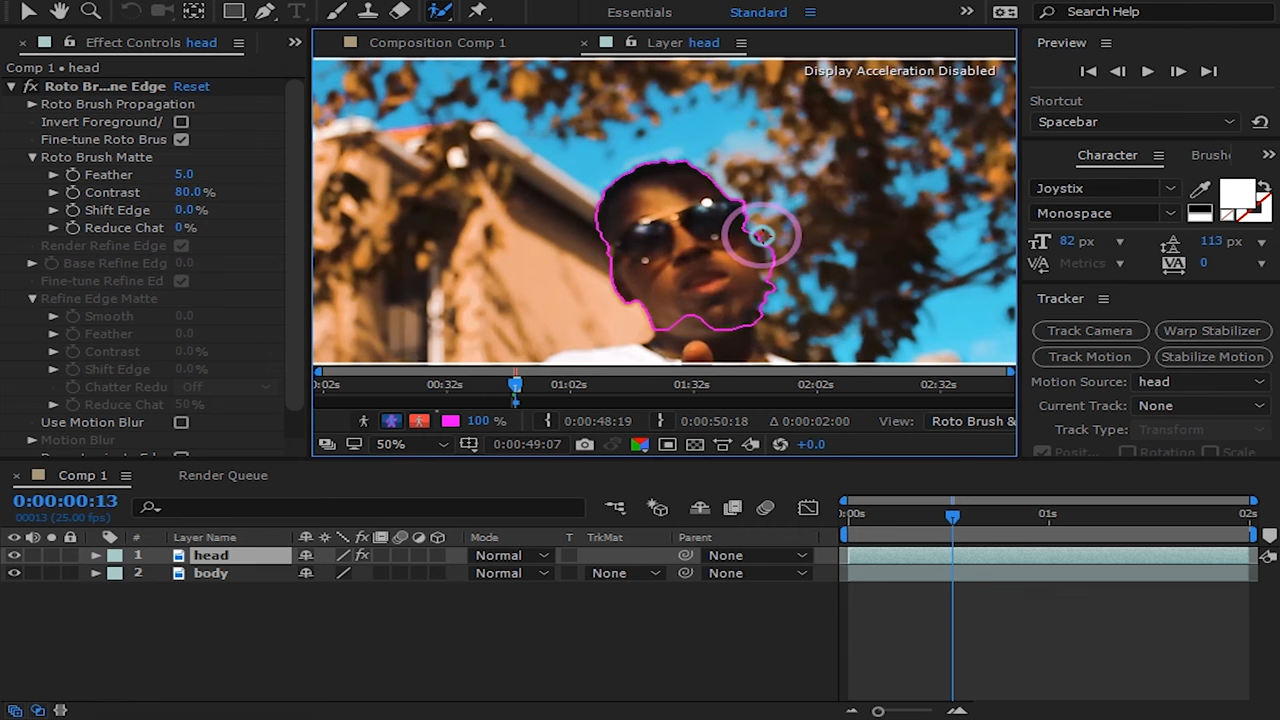 Essentials
Standard
Search Help
Effect Controls head
Composition Comp 1
Layer head
Preview
Comp 1 • head
Display Acceleration Disabled
fx Roto Br...ne Edge Reset
Roto Brush Propagation
Invert Foreground/
Fine-tune Roto Brus
Roto Brush Matte
Feather 5.0
Contrast 80.0 %
Shift Edge 0.0 %
Reduce Chat 0 %
Render Refine Edge
Base Refine Edg 0.0
Fine-tune Refine Ed
Refine Edge Matte
Smooth 0.0
Feather 0.0
Contrast 0.0 %
Shift Edge 0.0 %
Chatter Redu Off
Reduce Chat 50 %
Use Motion Blur
Motion Blur
Shortcut
Spacebar
Character
Brushe
Joystix
Monospace
82 px
113 px
Metrics
0
Tracker
Track Camera
Warp Stabilizer
Track Motion
Stabilize Motion
Motion Source: head
Current Track: None
Track Type: Transform
Posit...
Rotation
Scale
0:02s 00:32s 01:02s 01:32s 02:02s 02:32s
100 % 0:00:48:19 0:00:50:18 Δ 0:00:02:00 View: Roto Brush &
50% 0:00:49:07 +0.0
Comp 1
Render Queue
0:00:00:13
00013 (25.00 fps)
:00s 01s 02s
# Layer Name fx Mode T TrkMat Parent
1 head fx Normal None
2 body Normal None None